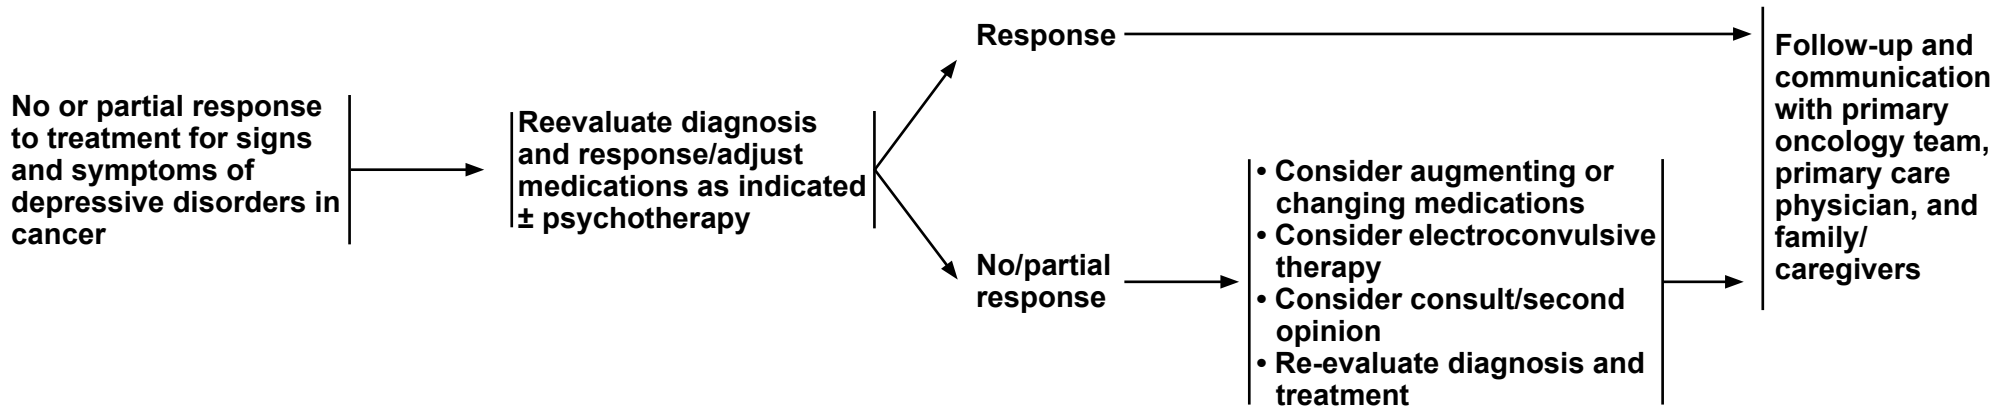 No or partial response
to treatment for signs
and symptoms of
depressive disorders in
cancer
Reevaluate diagnosis
and response/adjust
medications as indicated
± psychotherapy
Response
No/partial
response
• Consider augmenting or
changing medications
• Consider electroconvulsive
therapy
• Consider consult/second
opinion
• Re-evaluate diagnosis and
treatment
Follow-up and
communication
with primary
oncology team,
primary care
physician, and
family/
caregivers